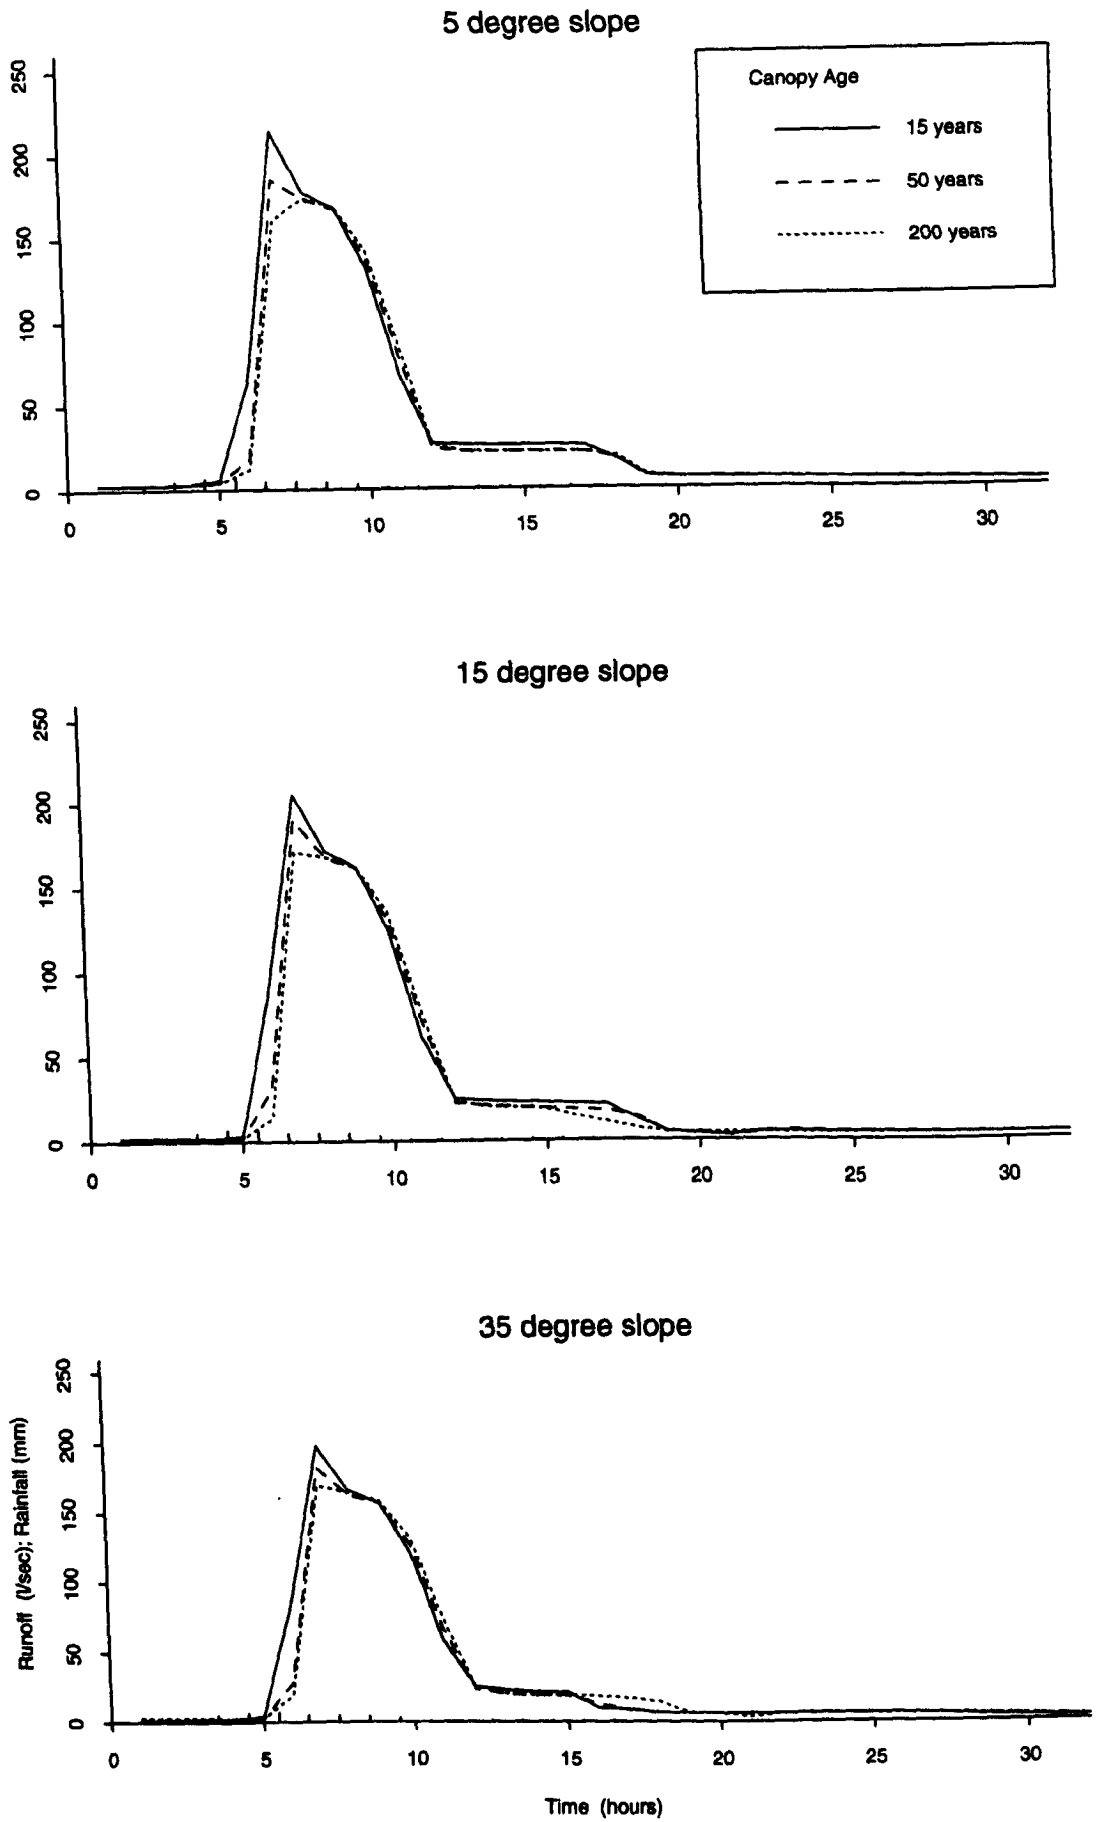 5 degree slope
250
200
150
100
50
0
0 5 10 15 20 25 30
Canopy Age
15 years
50 years
200 years
15 degree slope
250
200
150
100
50
0
0 5 10 15 20 25 30
35 degree slope
250
200
150
100
50
0
Runoff (l/sec); Rainfall (mm)
0 5 10 15 20 25 30
Time (hours)